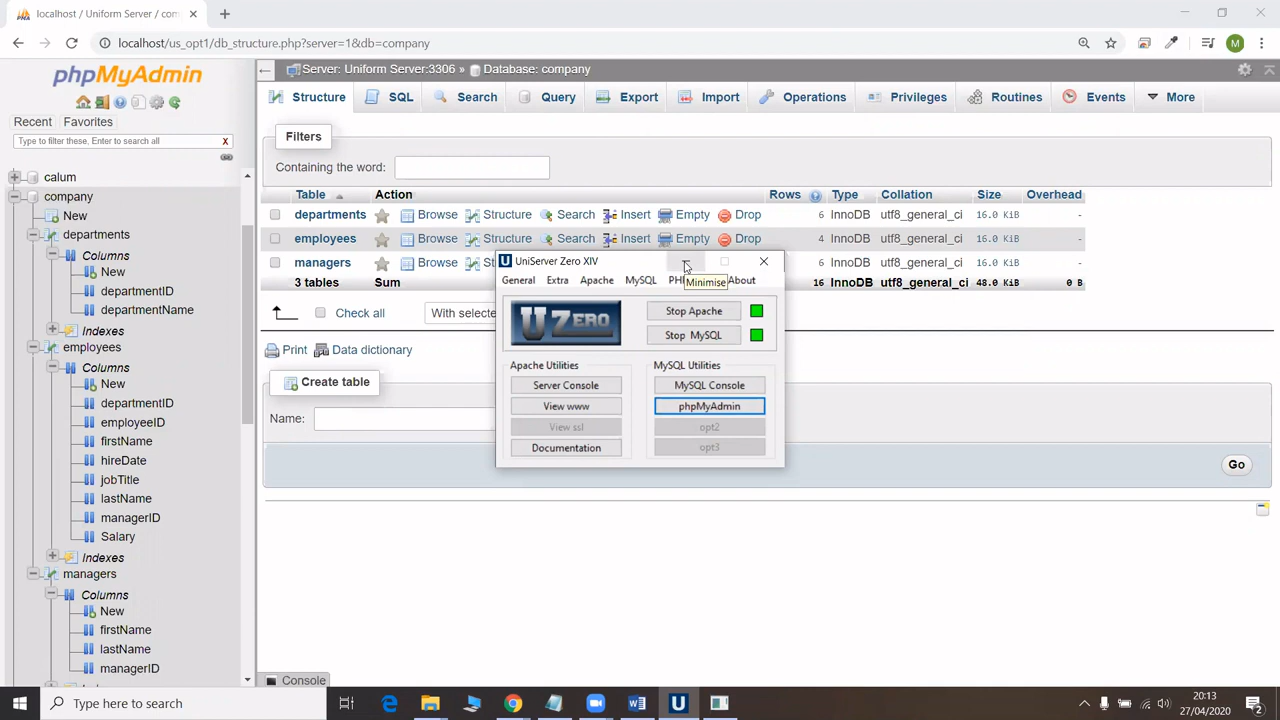 localhost / Uniform Server / com
localhost/us_opt1/db_structure.php?server=1&db=company
M
phpMyAdmin
Recent Favorites
Type to filter these, Enter to search all X
calum
company
New
departments
Columns
New
departmentID
departmentName
Indexes
employees
Columns
New
departmentID
employeeID
firstName
hireDate
jobTitle
lastName
managerID
Salary
Indexes
managers
Columns
New
firstName
lastName
managerID
Server: Uniform Server:3306 » Database: company
Structure SQL Search Query Export Import Operations Privileges Routines Events More
Filters
Containing the word:
Table Action Rows Type Collation Size Overhead
departments Browse Structure Search Insert Empty Drop 6 InnoDB utf8_general_ci 16.0 KiB -
employees Browse Structure Search Insert Empty Drop 4 InnoDB utf8_general_ci 16.0 KiB -
managers Browse 6 InnoDB utf8_general_ci 16.0 KiB -
3 tables Sum 16 InnoDB utf8_general_ci 48.0 KiB 0 B
Check all With selecte
Print Data dictionary
Create table
Name:
Go
Console
U UniServer Zero XIV
Minimise
General Extra Apache MySQL PH About
U ZERO
Stop Apache
Stop MySQL
Apache Utilities MySQL Utilities
Server Console MySQL Console
View www phpMyAdmin
View ssl opt2
Documentation opt3
Type here to search
20:13
27/04/2020
2